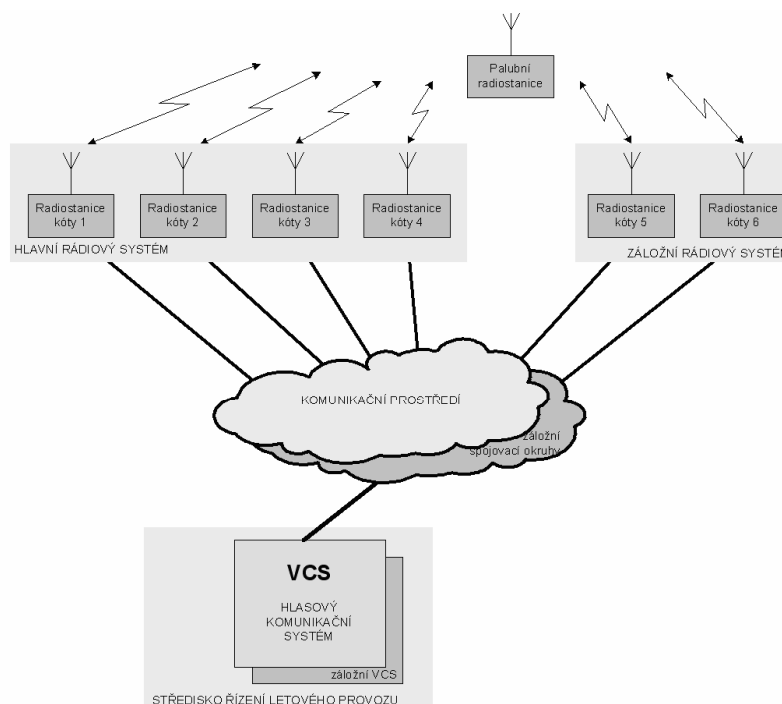 Palubní
radiostanice
Radiostanice
kóty 1
Radiostanice
kóty 2
Radiostanice
kóty 3
Radiostanice
kóty 4
Radiostanice
kóty 5
Radiostanice
kóty 6
HLAVNÍ RÁDIOVÝ SYSTÉM
ZÁLOŽNÍ RÁDIOVÝ SYSTÉM
KOMUNIKAČNÍ PROSTŘEDÍ
záložní
spojovací okruhy
VCS
HLASOVÝ
KOMUNIKAČNÍ
SYSTÉM
záložní VCS
STŘEDISKO ŘÍZENÍ LETOVÉHO PROVOZU